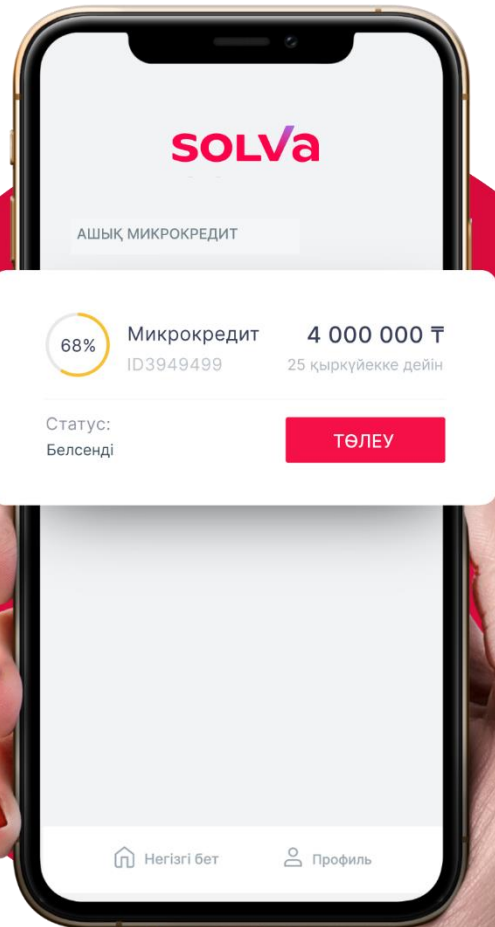 SOLVa
АШЫҚ МИКРОКРЕДИТ
68%
Микрокредит
4 000 000 ₸
ID3949499
25 қыркүйекке дейін
Статус:
Белсенді
ТӨЛЕУ
Негізгі бет
Профиль